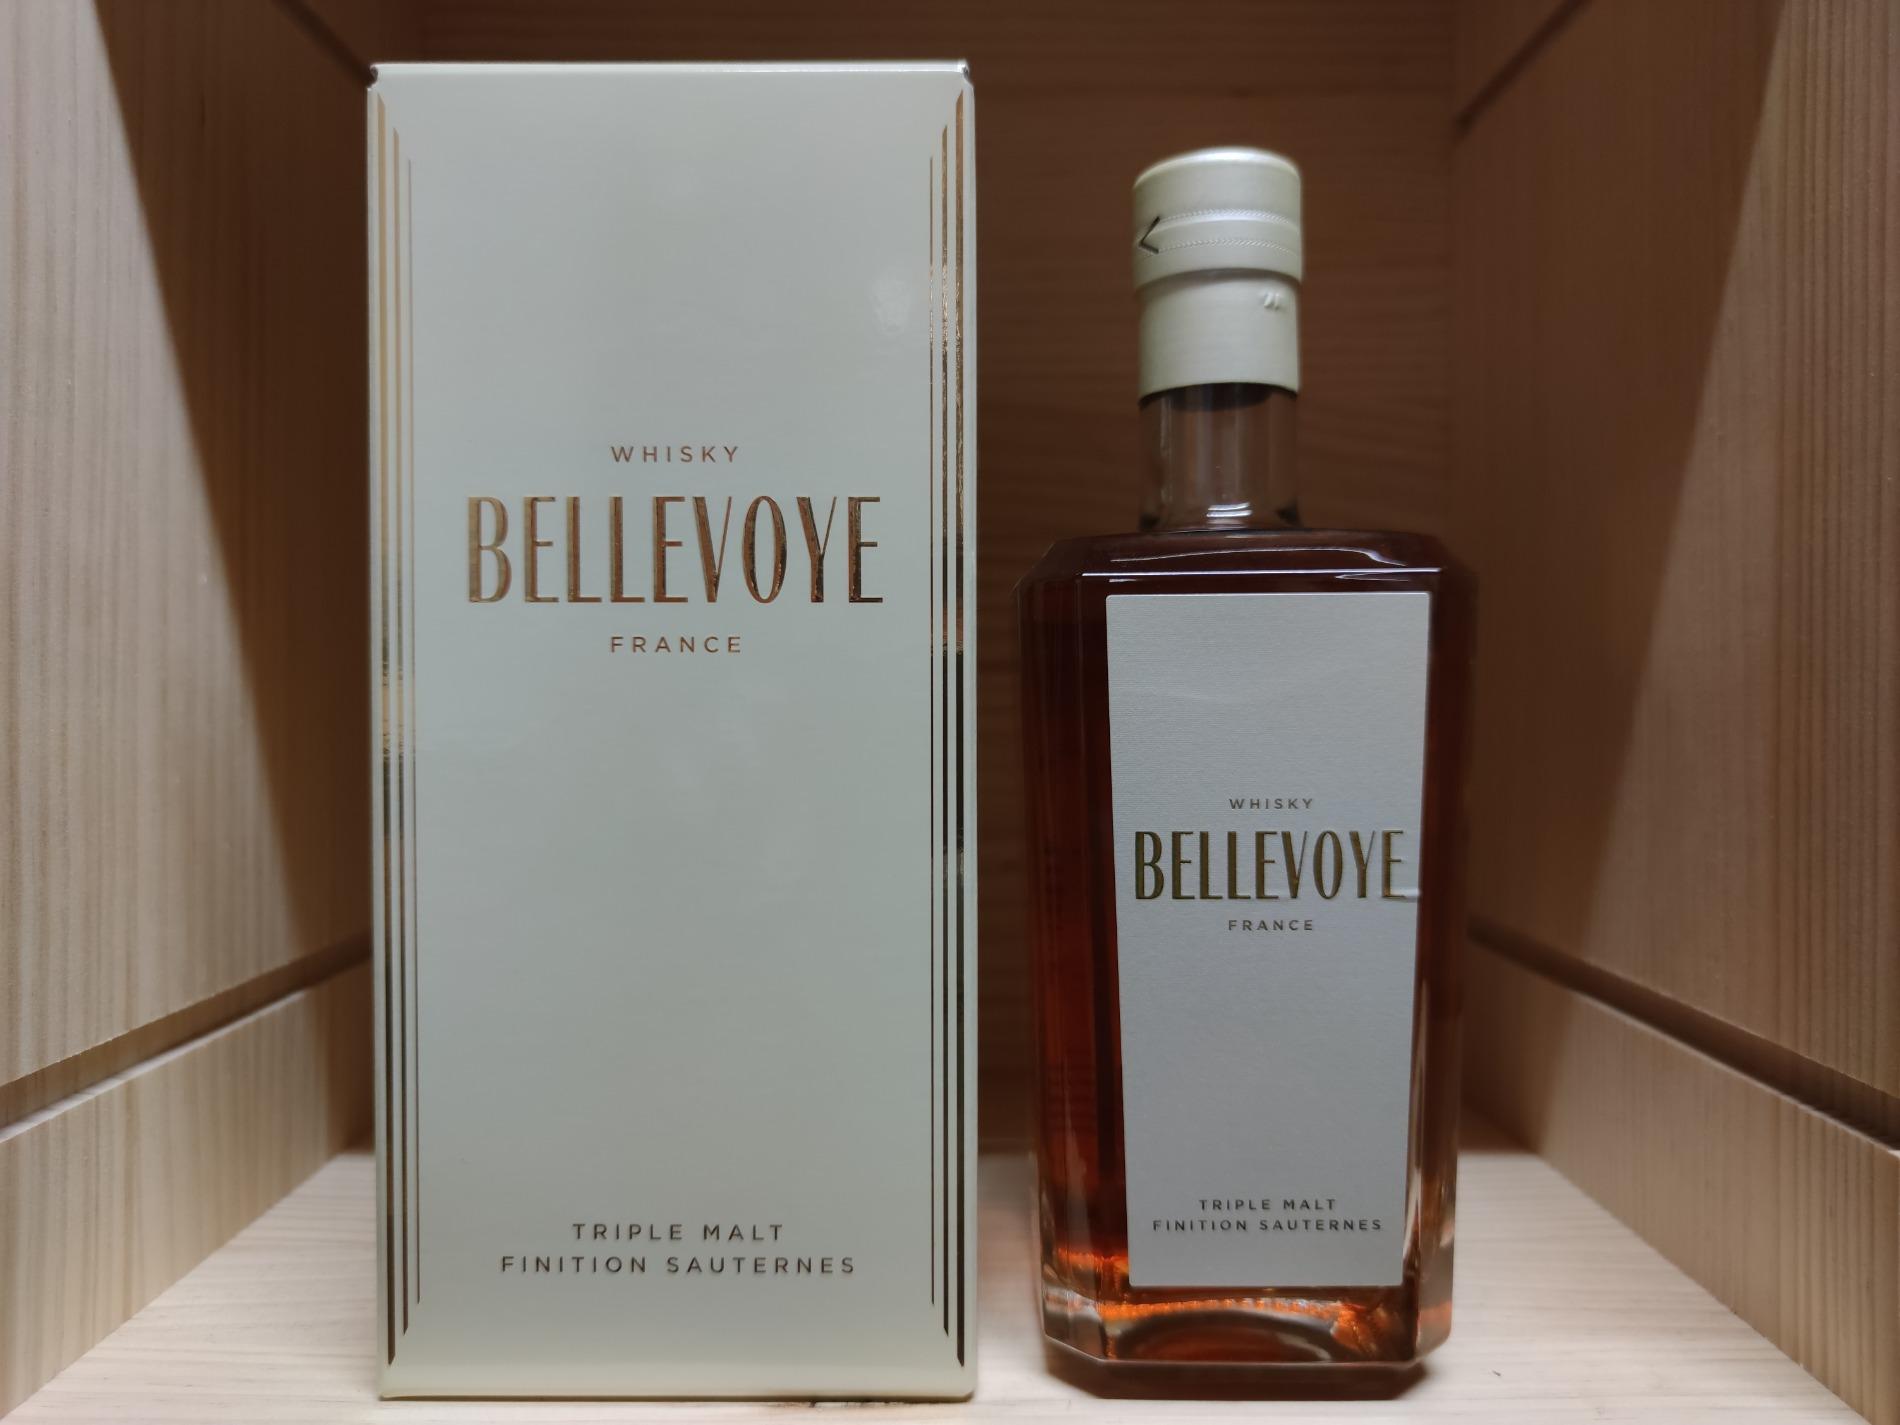 WHISKY
BELLEVOYE
FRANCE
TRIPLE MALT
FINITION SAUTERNES
WHISKY
BELLEVOYE
FRANCE
TRIPLE MALT
FINITION SAUTERNES